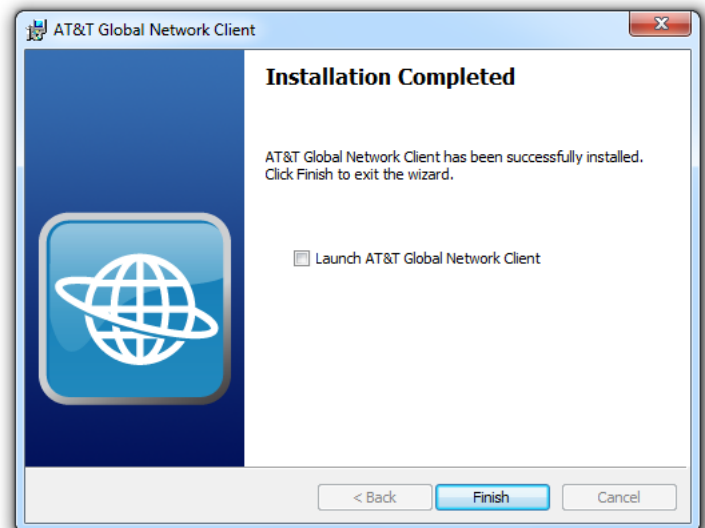 AT&T Global Network Client
Installation Completed
AT&T Global Network Client has been successfully installed.
Click Finish to exit the wizard.
Launch AT&T Global Network Client
< Back
Finish
Cancel